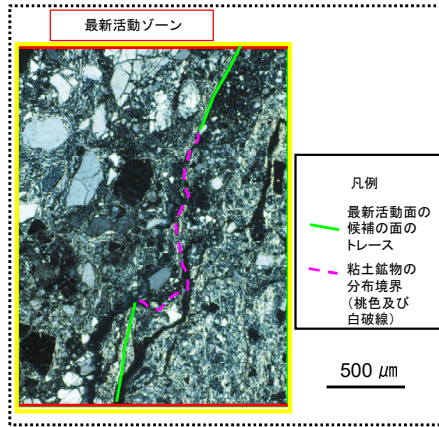 最新活動ゾーン
凡例
最新活動面の
候補の面の
トレース
粘土鉱物の
分布境界
（桃色及び
白破線）
500 ㎛